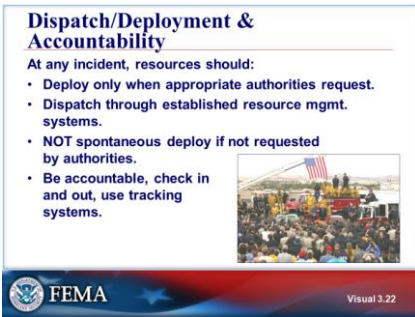 Dispatch/Deployment &
Accountability
At any incident, resources should:
• Deploy only when appropriate authorities request.
• Dispatch through established resource mgmt.
systems.
• NOT spontaneous deploy if not requested
by authorities.
• Be accountable, check in
and out, use tracking
systems.
FEMA
Visual 3.22